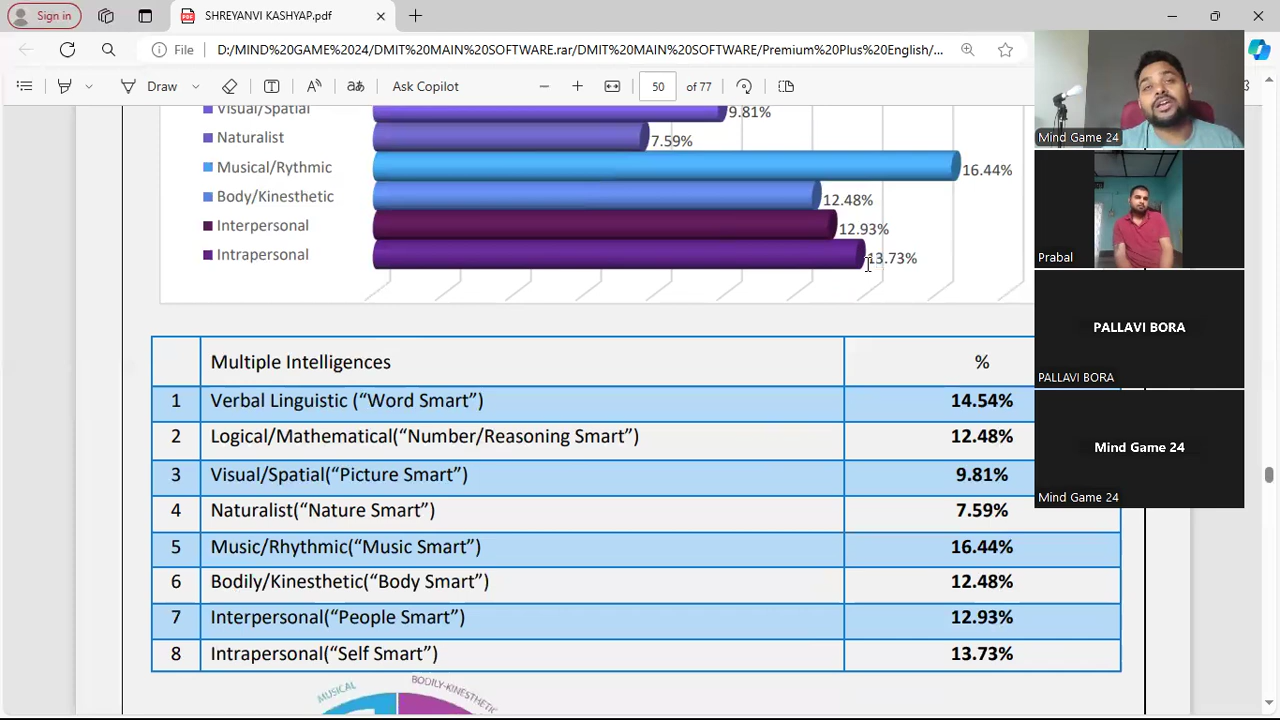 Sign in
SHREYANVI KASHYAP.pdf
File
D:/MIND%20GAME%2024/DMIT%20MAIN%20SOFTWARE.rar/DMIT%20MAIN%20SOFTWARE/Premium%20Plus%20English/...
Draw
Ask Copilot
50 of 77
3
Mind Game 24
Prabal
PALLAVI BORA
PALLAVI BORA
Mind Game 24
Mind Game 24
Visual/Spatial 9.81%
Naturalist 7.59%
Musical/Rythmic 16.44%
Body/Kinesthetic 12.48%
Interpersonal 12.93%
Intrapersonal 13.73%
Multiple Intelligences %
1 Verbal Linguistic (“Word Smart”) 14.54%
2 Logical/Mathematical(“Number/Reasoning Smart”) 12.48%
3 Visual/Spatial(“Picture Smart”) 9.81%
4 Naturalist(“Nature Smart”) 7.59%
5 Music/Rhythmic(“Music Smart”) 16.44%
6 Bodily/Kinesthetic(“Body Smart”) 12.48%
7 Interpersonal(“People Smart”) 12.93%
8 Intrapersonal(“Self Smart”) 13.73%
MUSICAL
BODILY-KINESTHETIC